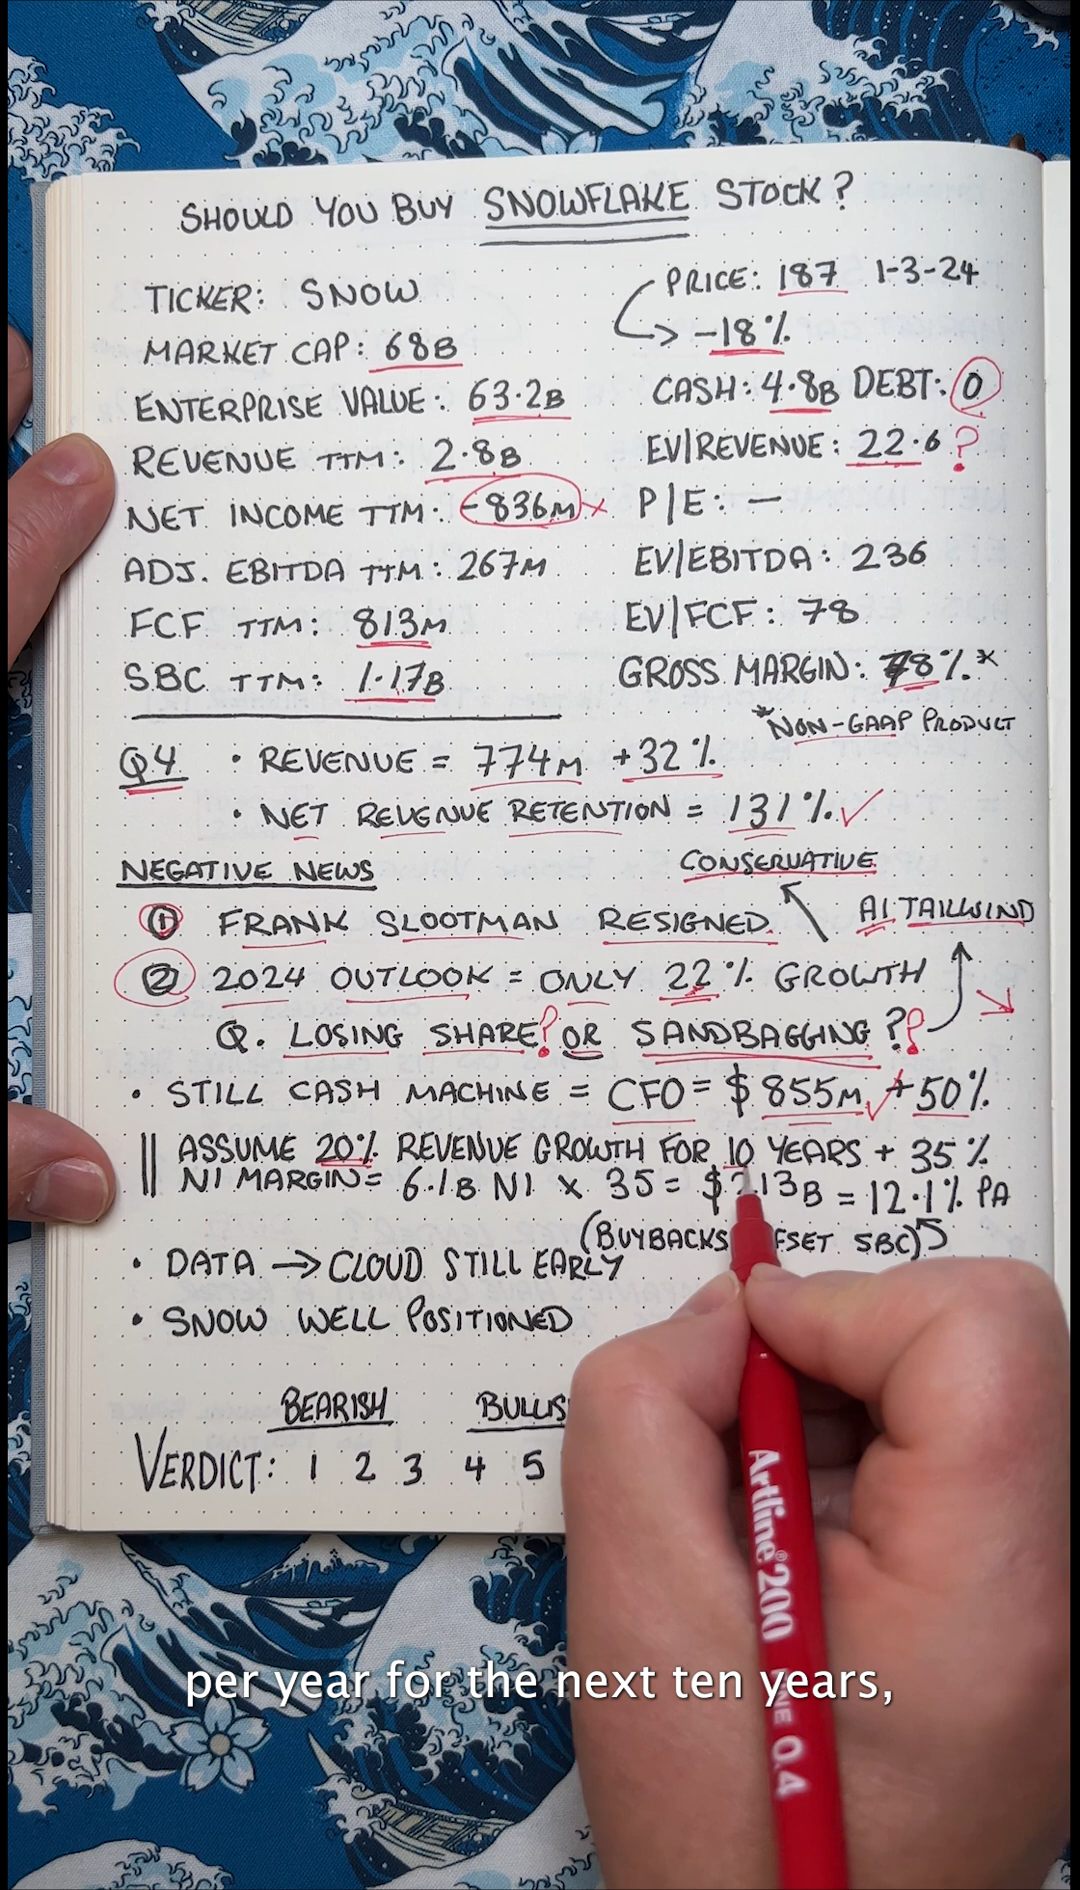 SHOULD YOU BUY SNOWFLAKE STOCK?
TICKER: SNOW
PRICE: 187 1-3-24
-18%
MARKET CAP: 68B
CASH: 4.8B DEBT: 0
ENTERPRISE VALUE: 63.2B
EV/REVENUE: 22.6 ?
REVENUE TTM: 2.8B
NET INCOME TTM: -836M x
P/E: —
ADJ. EBITDA TTM: 267M
EV/EBITDA: 236
FCF TTM: 813M
EV/FCF: 78
SBC TTM: 1.17B
GROSS MARGIN: 78%*
*NON-GAAP PRODUCT
Q4 • REVENUE = 774M +32%
• NET REVENUE RETENTION = 131% ✓
NEGATIVE NEWS
CONSERVATIVE
① FRANK SLOOTMAN RESIGNED
AI TAILWIND
② 2024 OUTLOOK = ONLY 22% GROWTH
Q. LOSING SHARE? OR SANDBAGGING??
• STILL CASH MACHINE = CFO = $855M ✓ +50%
ASSUME 20% REVENUE GROWTH FOR 10 YEARS + 35%
NI MARGIN = 6.1B NI x 35 = $ 13B = 12.1% PA
(BUYBACKS FSET SBC)
• DATA → CLOUD STILL EARLY
• SNOW WELL POSITIONED
BEARISH BULLIS
VERDICT: 1 2 3 4 5
Artline 200
NE 0.4
per year for the next ten years,